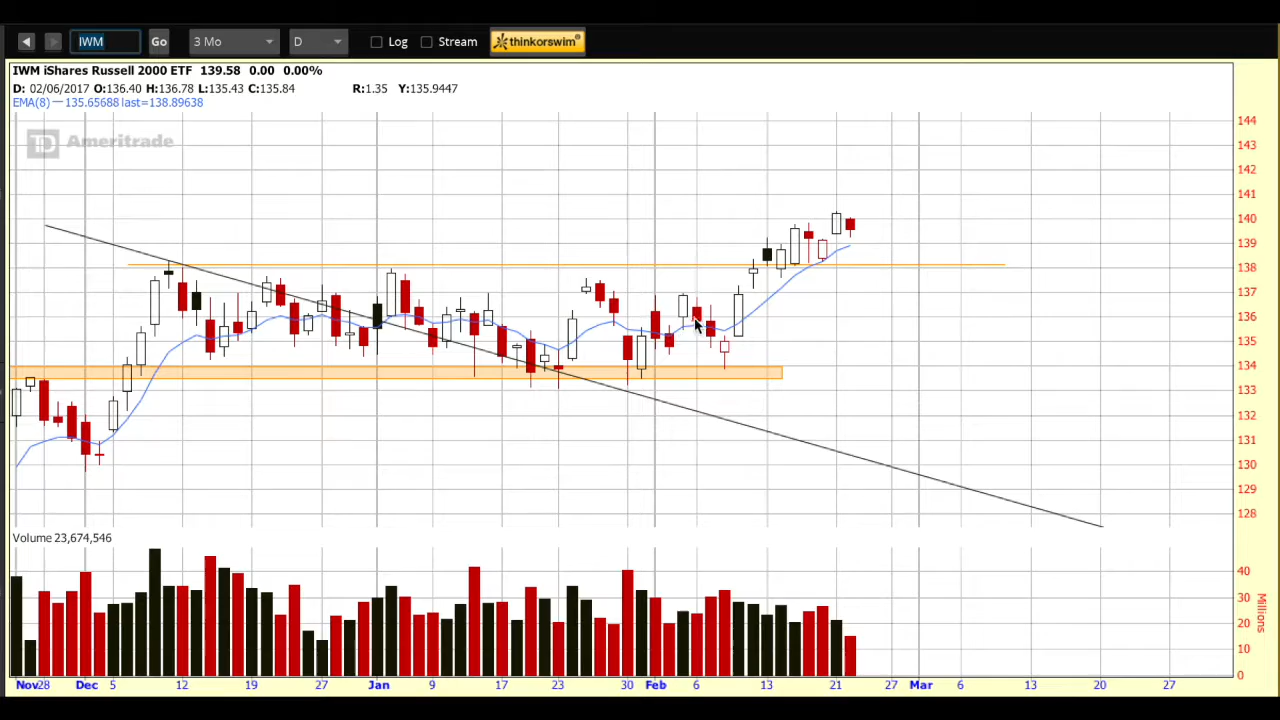 IWM Go 3 Mo D Log Stream thinkorswim®
IWM iShares Russell 2000 ETF 139.58 0.00 0.00%
D: 02/06/2017 O:136.40 H:136.78 L:135.43 C:135.84 R:1.35 Y:135.9447
EMA(8) — 135.65688 last=138.89638
TD Ameritrade
144
143
142
141
140
139
138
137
136
135
134
133
132
131
130
129
128
Volume 23,674,546
40
30
20
10
0
Millions
Nov 28 Dec 5 12 19 27 Jan 9 17 23 30 Feb 6 13 21 27 Mar 6 13 20 27